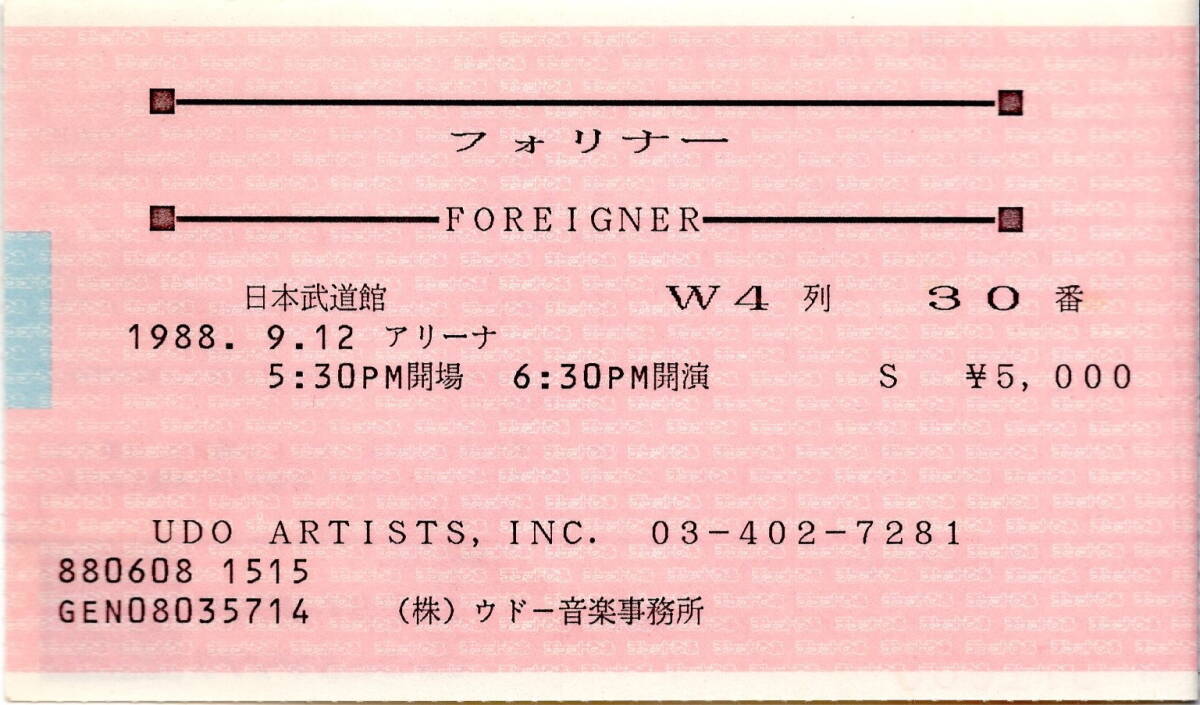 フォリナー
FOREIGNER
日本武道館 W4 列 30 番
1988. 9.12 アリーナ
5:30PM開場 6:30PM開演 S ¥5,000
UDO ARTISTS, INC. 03-402-7281
880608 1515
GEN08035714 (株)ウドー音楽事務所